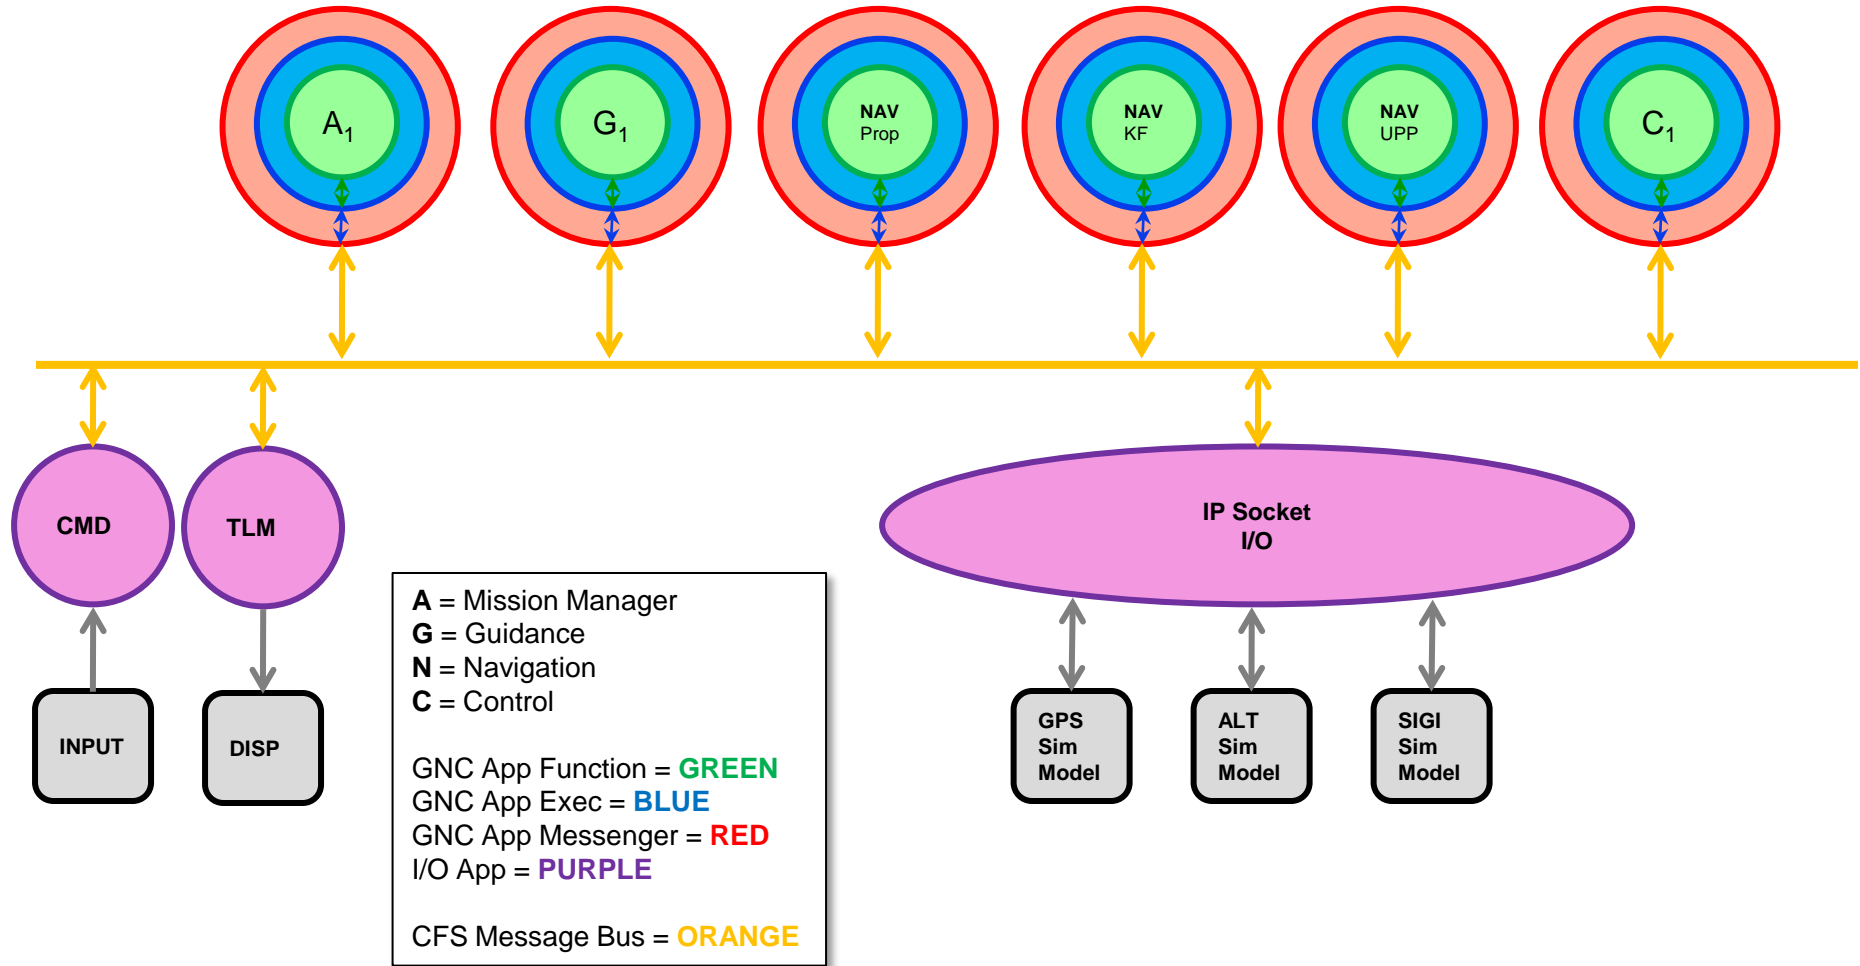 A1
G1
NAV
Prop
NAV
KF
NAV
UPP
C1
CMD
TLM
IP Socket
I/O
A = Mission Manager
G = Guidance
N = Navigation
C = Control
GNC App Function = GREEN
GNC App Exec = BLUE
GNC App Messenger = RED
I/O App = PURPLE
CFS Message Bus = ORANGE
INPUT
DISP
GPS
Sim
Model
ALT
Sim
Model
SIGI
Sim
Model